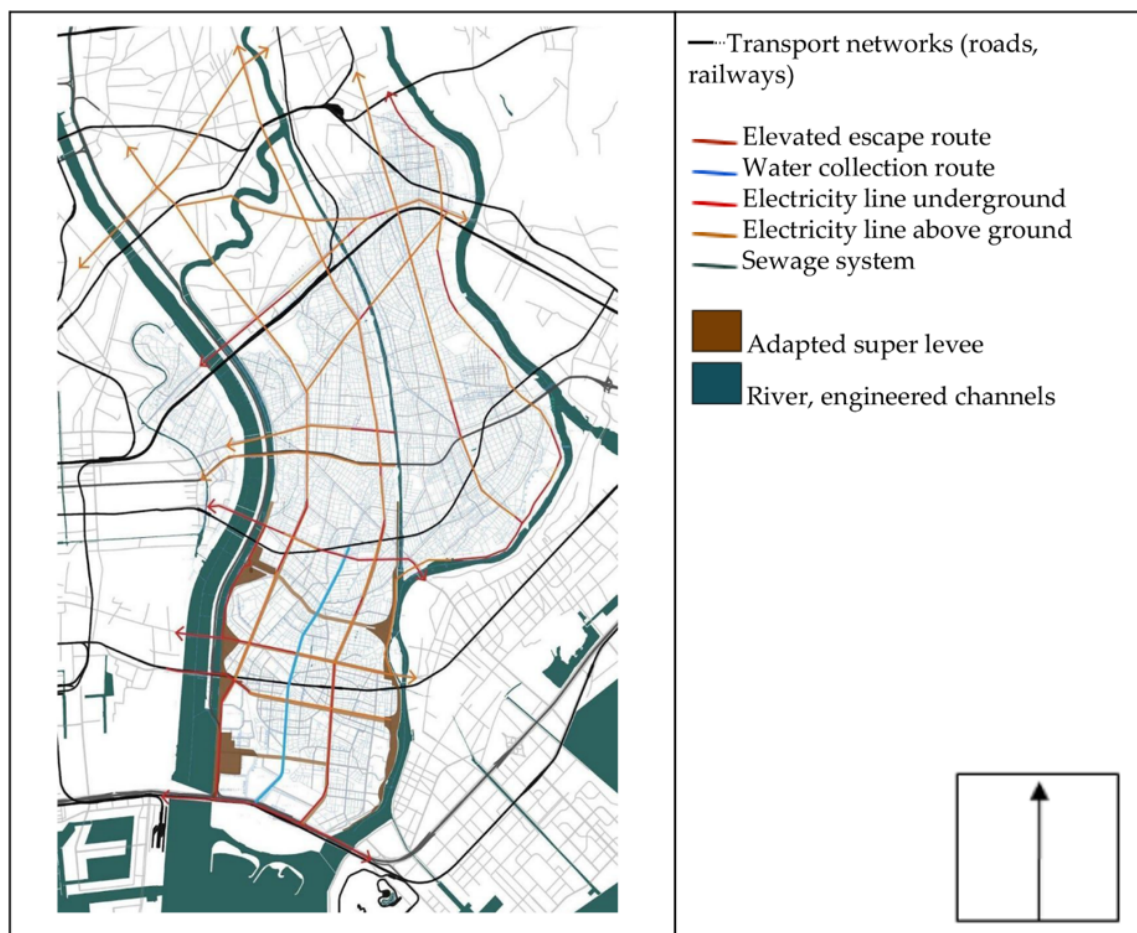 Transport networks (roads,
railways)
Elevated escape route
Water collection route
Electricity line underground
Electricity line above ground
Sewage system
Adapted super levee
River, engineered channels